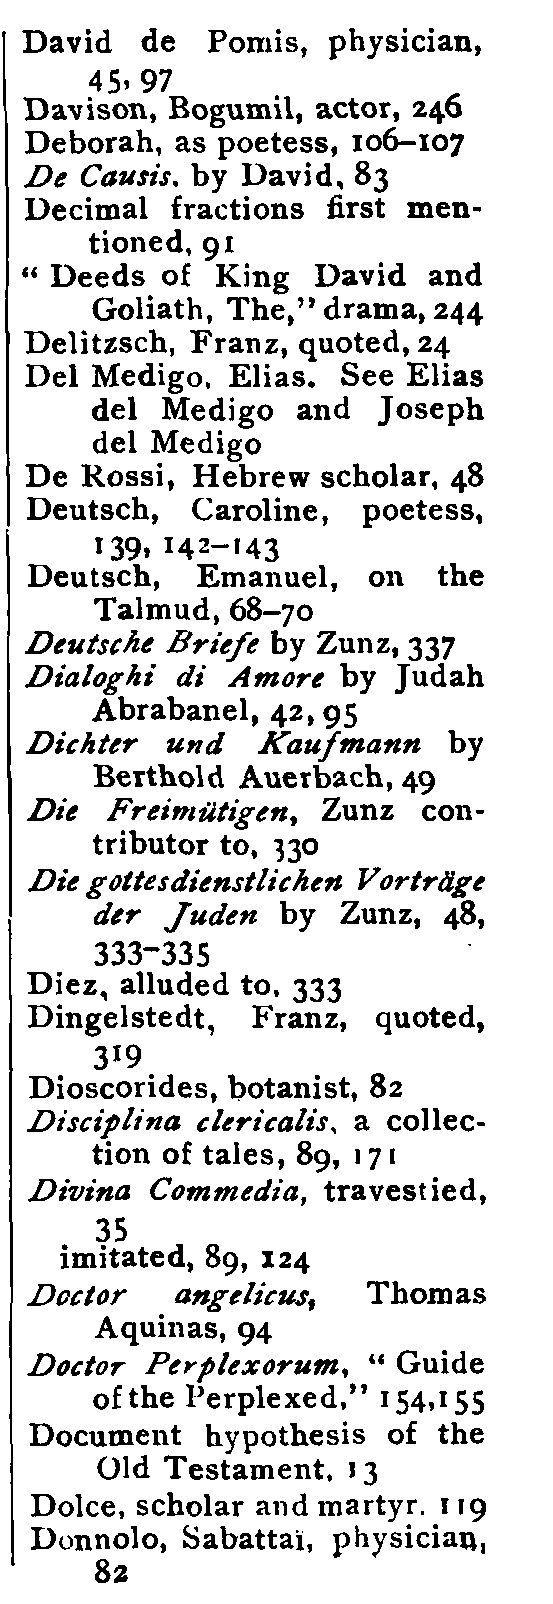 David de Pomis, physician,
45, 97
Davison, Bogumil, actor, 246
Deborah, as poetess, 106–107
De Causis. by David, 83
Decimal fractions first men-
tioned, 91
“ Deeds of King David and
Goliath, The,” drama, 244
Delitzsch, Franz, quoted, 24
Del Medigo, Elias. See Elias
del Medigo and Joseph
del Medigo
De Rossi, Hebrew scholar, 48
Deutsch, Caroline, poetess,
139, 142–143
Deutsch, Emanuel, on the
Talmud, 68–70
Deutsche Briefe by Zunz, 337
Dialoghi di Amore by Judah
Abrabanel, 42, 95
Dichter und Kaufmann by
Berthold Auerbach, 49
Die Freimütigen, Zunz con-
tributor to, 330
Die gottesdienstlichen Vorträge
der Juden by Zunz, 48,
333–335
Diez, alluded to, 333
Dingelstedt, Franz, quoted,
319
Dioscorides, botanist, 82
Disciplina clericalis, a collec-
tion of tales, 89, 171
Divina Commedia, travestied,
35
imitated, 89, 124
Doctor angelicus, Thomas
Aquinas, 94
Doctor Perplexorum, “ Guide
of the Perplexed,” 154, 155
Document hypothesis of the
Old Testament, 13
Dolce, scholar and martyr. 119
Donnolo, Sabattaï, physician,
82